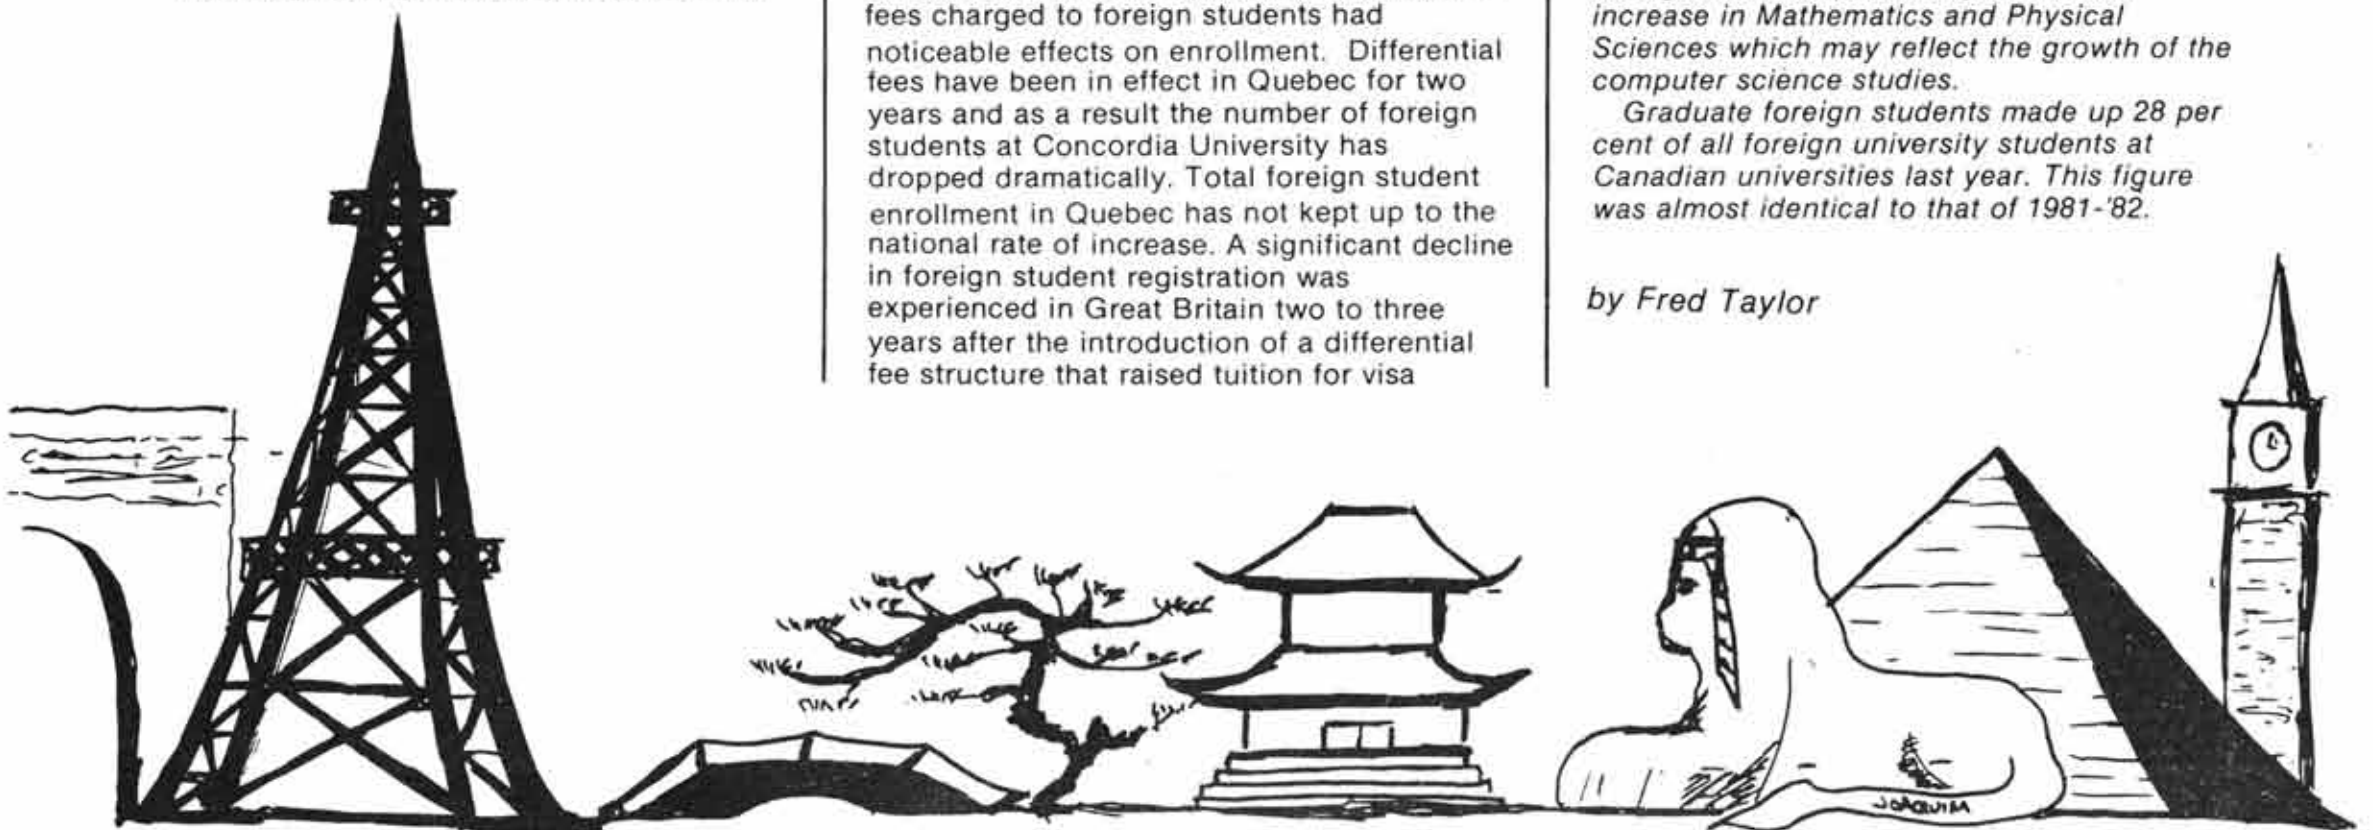 fees charged to foreign students had
noticeable effects on enrollment. Differential
fees have been in effect in Quebec for two
years and as a result the number of foreign
students at Concordia University has
dropped dramatically. Total foreign student
enrollment in Quebec has not kept up to the
national rate of increase. A significant decline
in foreign student registration was
experienced in Great Britain two to three
years after the introduction of a differential
fee structure that raised tuition for visa
increase in Mathematics and Physical
Sciences which may reflect the growth of the
computer science studies.
Graduate foreign students made up 28 per
cent of all foreign university students at
Canadian universities last year. This figure
was almost identical to that of 1981-'82.
by Fred Taylor